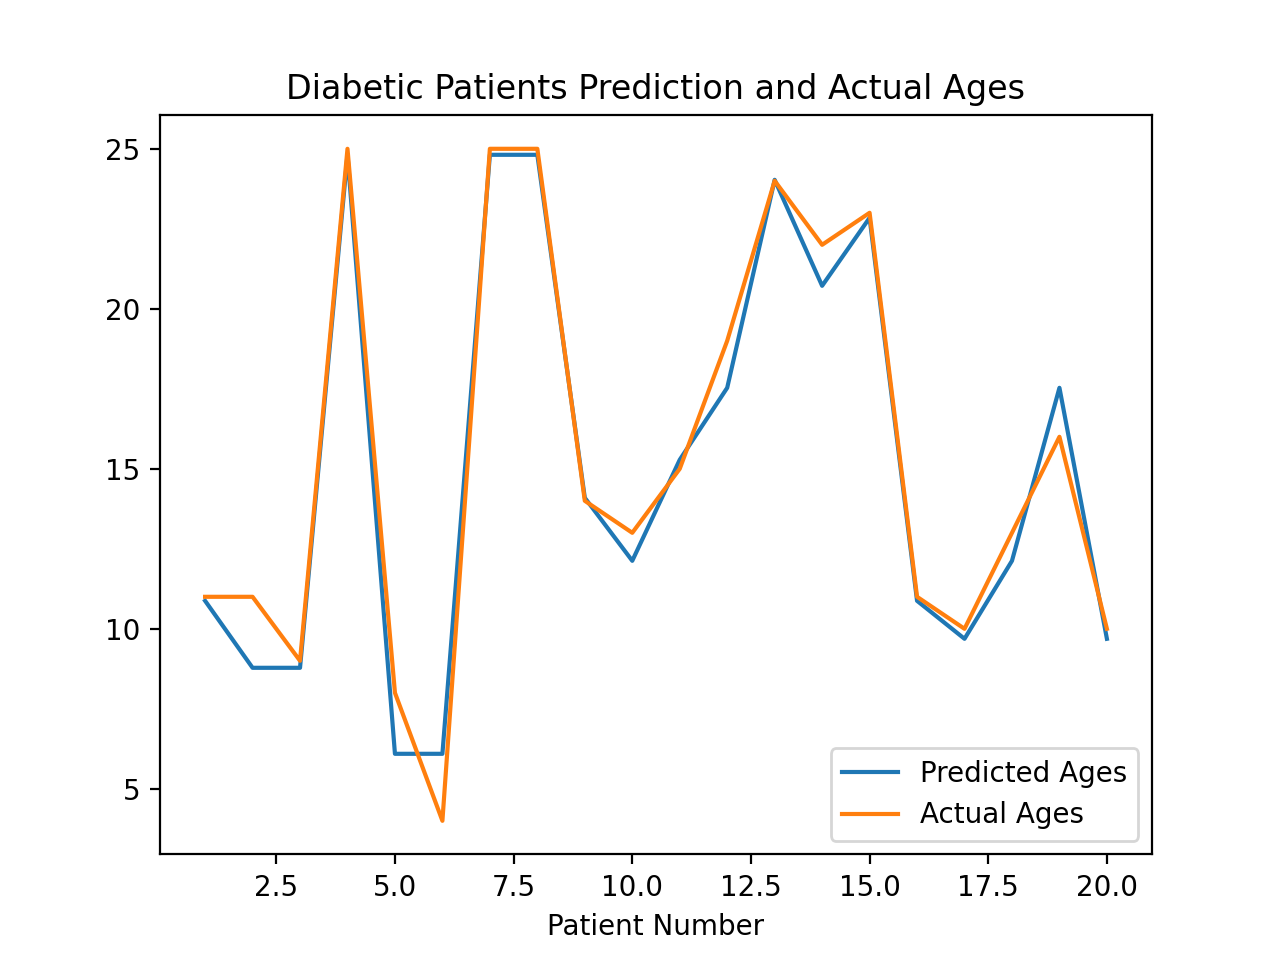 Diabetic Patients Prediction and Actual Ages
25
20
15
10
5
Predicted Ages
Actual Ages
2.5 5.0 7.5 10.0 12.5 15.0 17.5 20.0
Patient Number